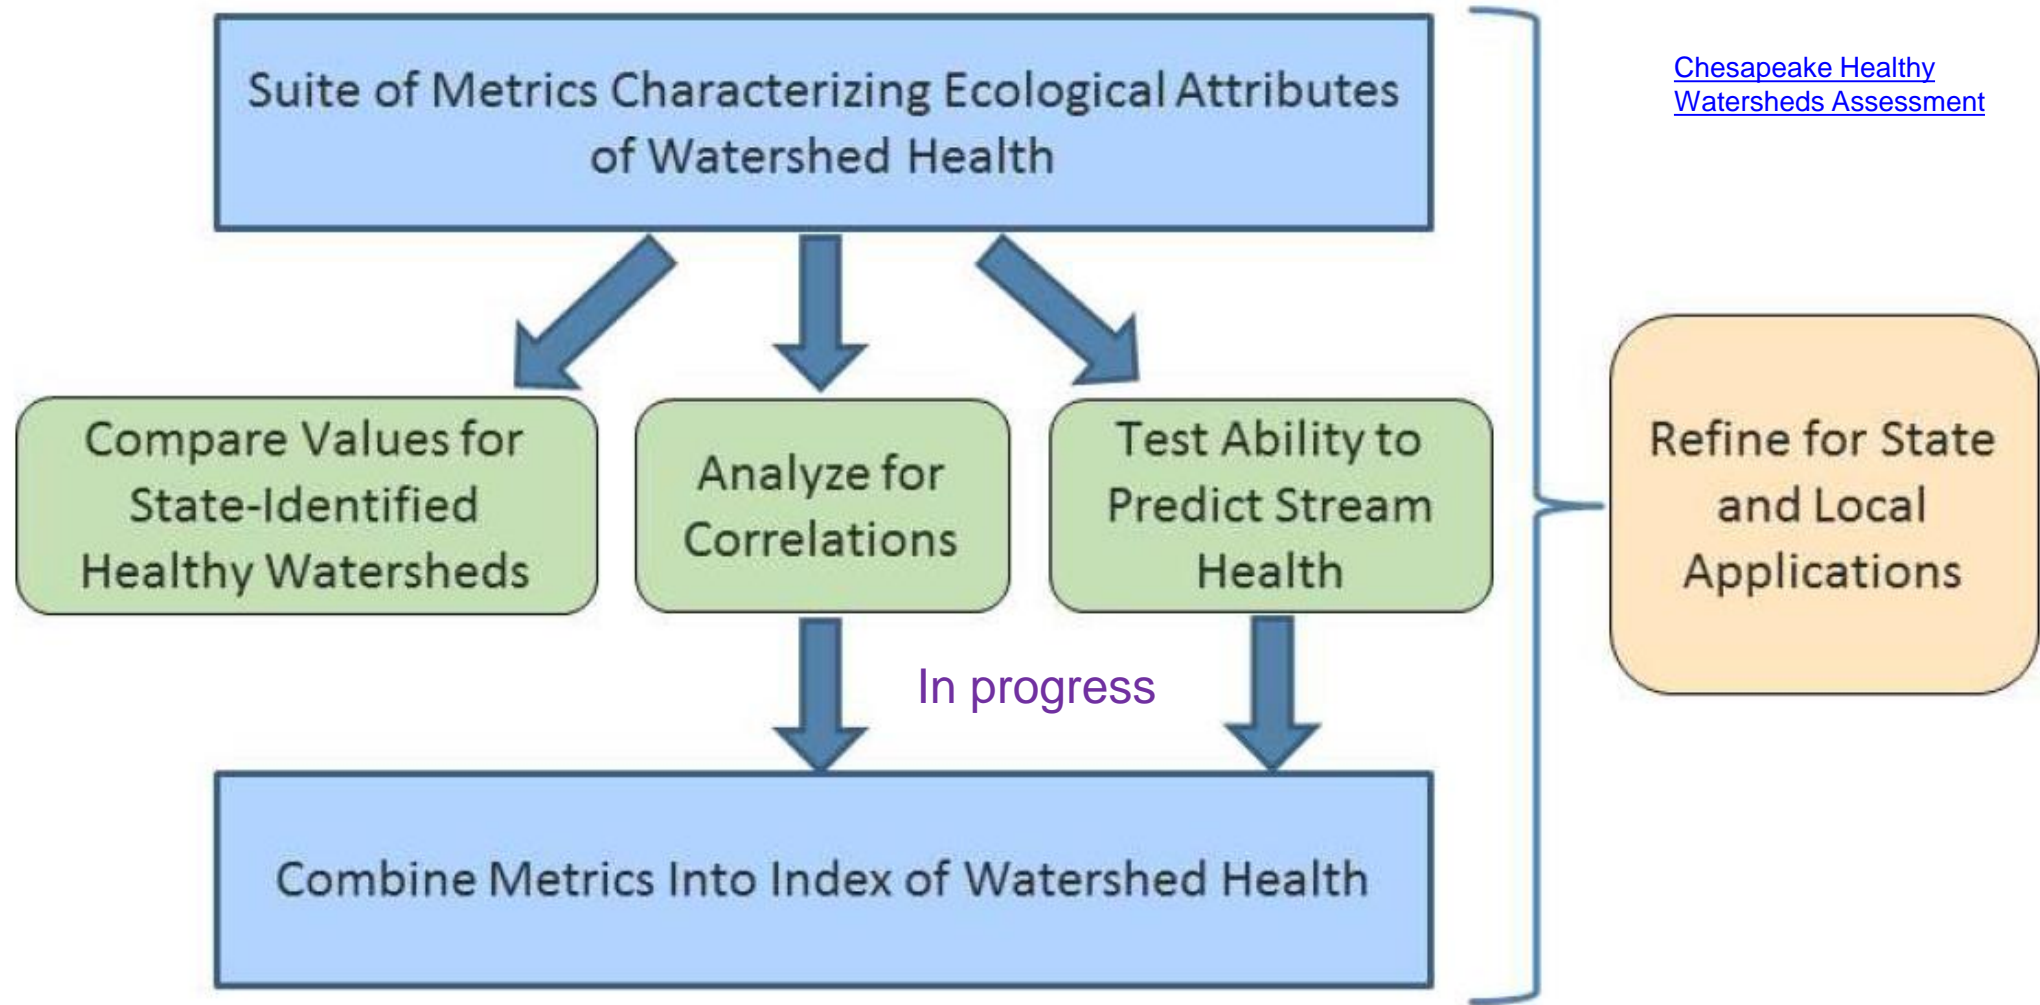 Suite of Metrics Characterizing Ecological Attributes
of Watershed Health
Chesapeake Healthy
Watersheds Assessment
Compare Values for
State-Identified
Healthy Watersheds
Analyze for
Correlations
Test Ability to
Predict Stream
Health
Refine for State
and Local
Applications
In progress
Combine Metrics Into Index of Watershed Health